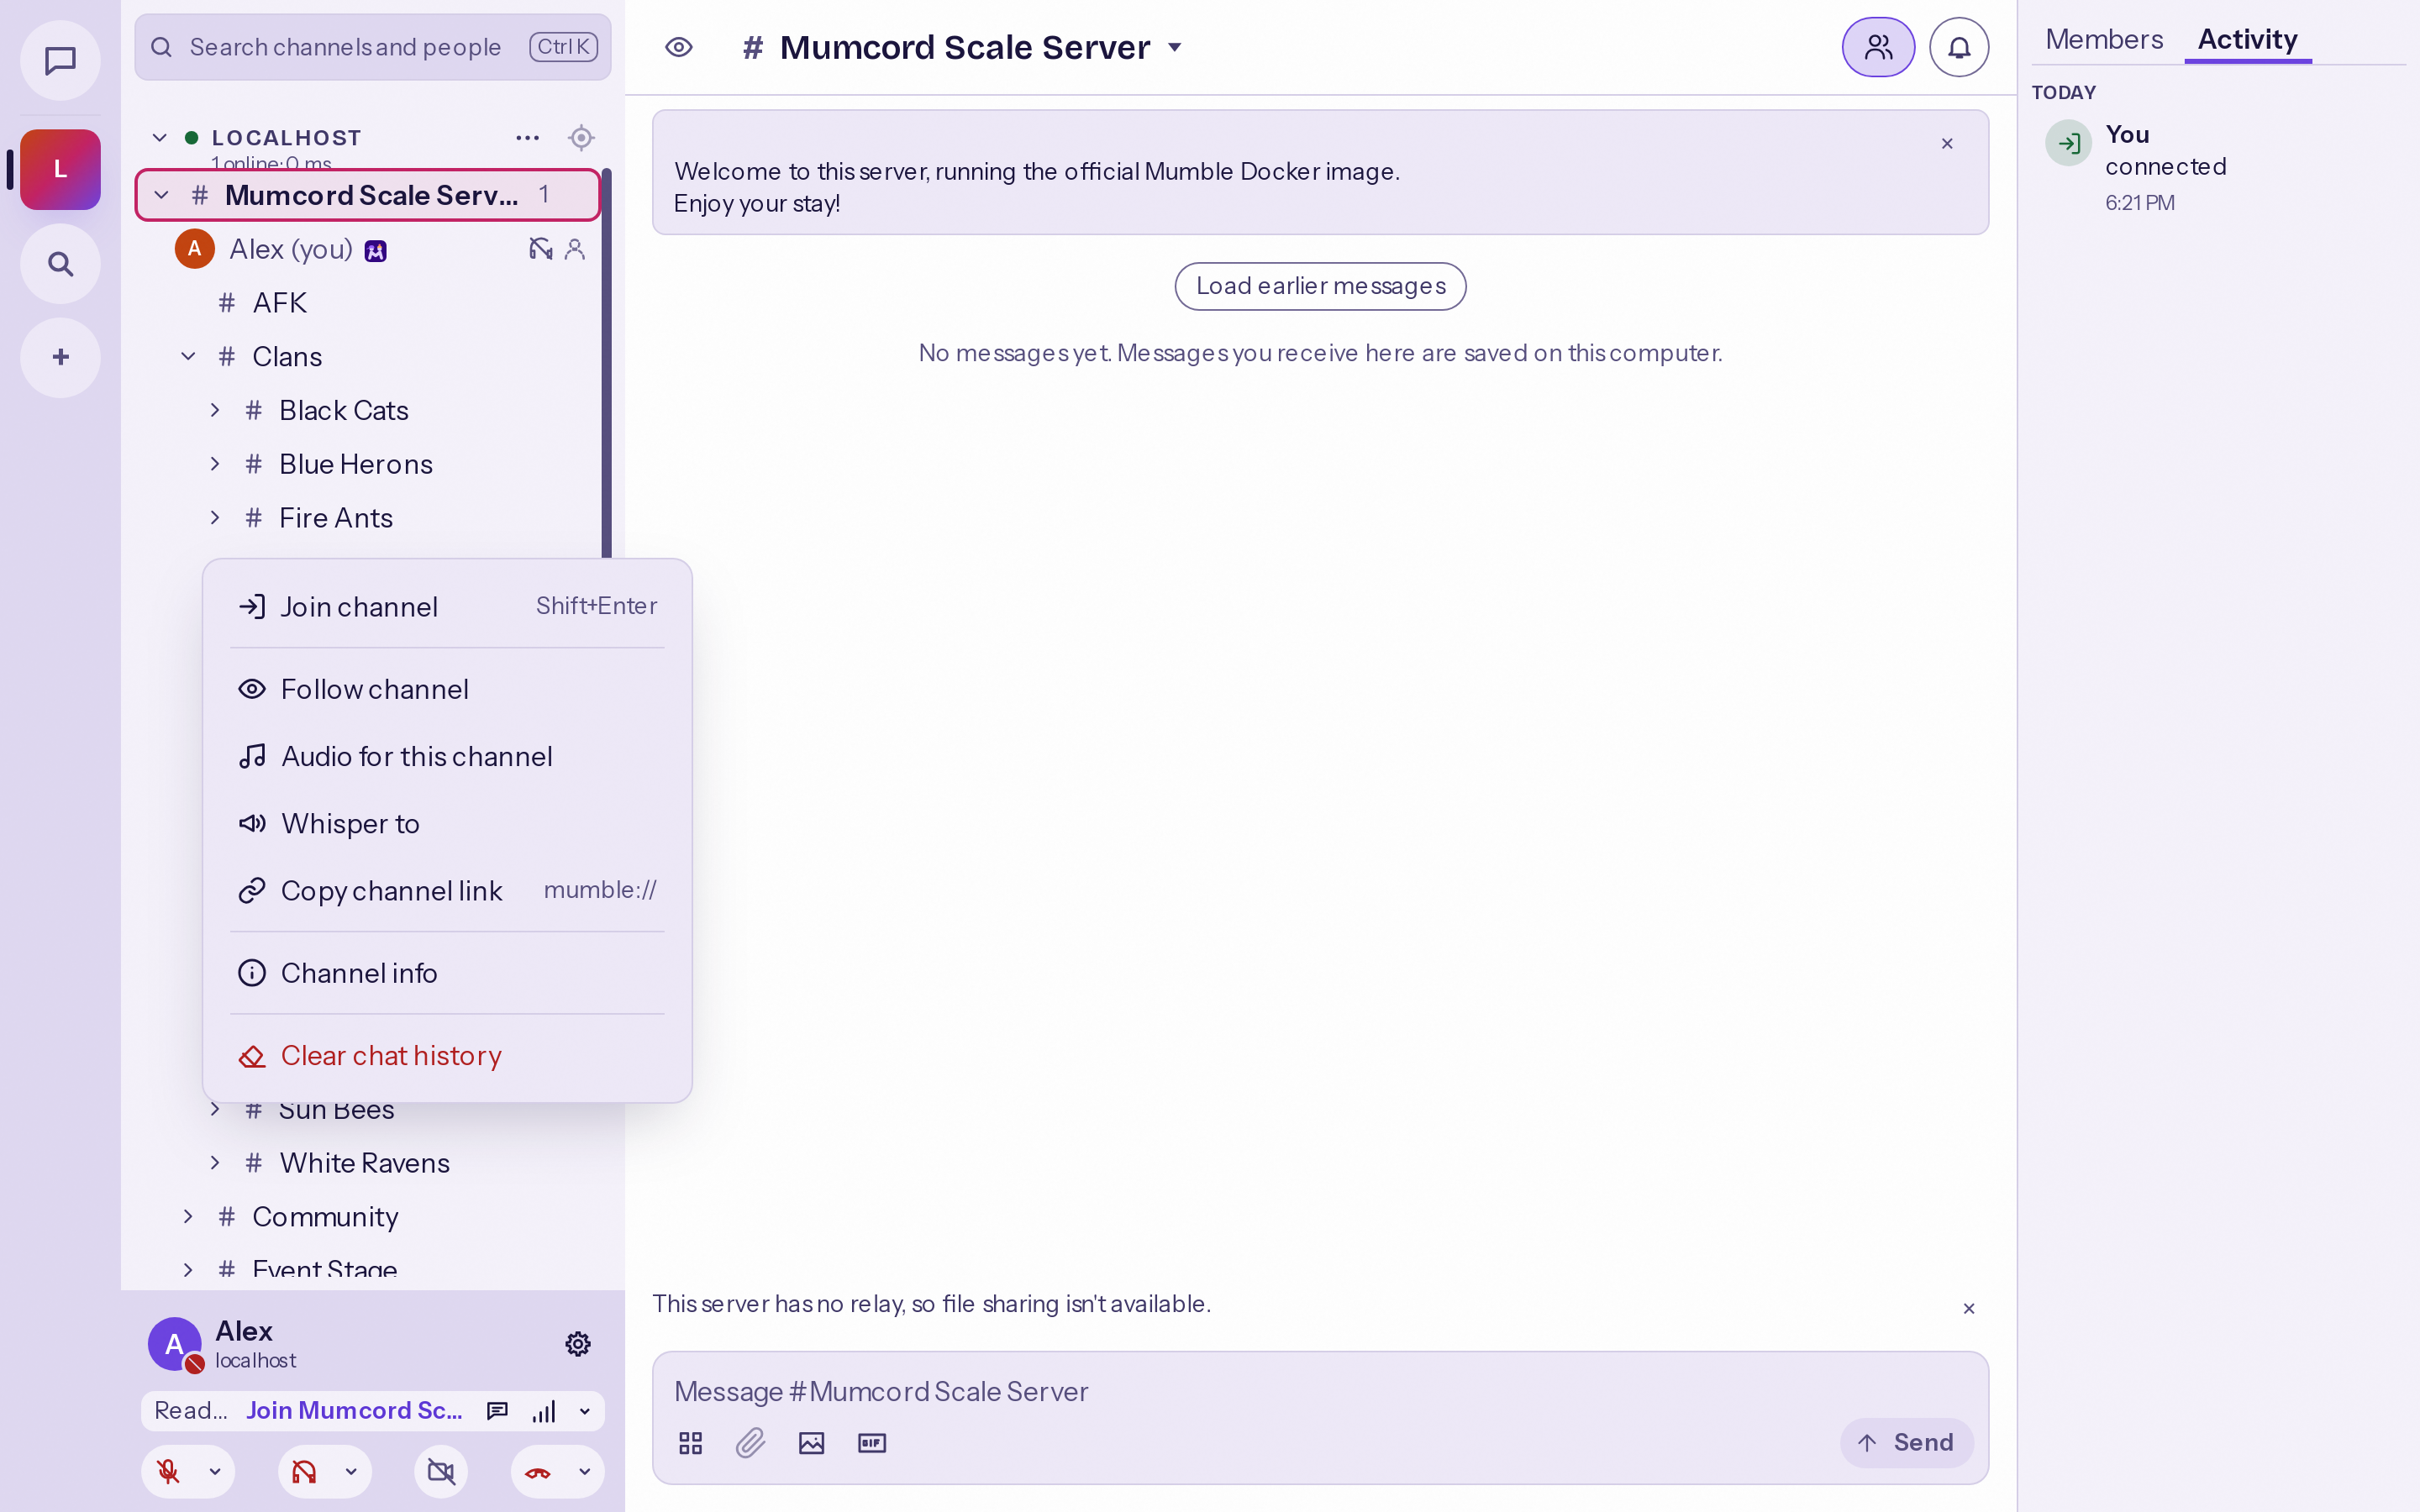 Search channels and people
Ctrl K
LOCALHOST
1 online: 0 ms
L
# Mumcord Scale Serv... 1
A
Alex (you)
# AFK
# Clans
# Black Cats
# Blue Herons
# Fire Ants
Join channel Shift+Enter
Follow channel
Audio for this channel
Whisper to
Copy channel link mumble://
Channel info
Clear chat history
# Sun Bees
# White Ravens
# Community
# Event Stage
A
Alex
localhost
Read... Join Mumcord Sc...
# Mumcord Scale Server
Welcome to this server, running the official Mumble Docker image.
Enjoy your stay!
Load earlier messages
No messages yet. Messages you receive here are saved on this computer.
This server has no relay, so file sharing isn't available.
Message #Mumcord Scale Server
GIF
Send
Members Activity
TODAY
You
connected
6:21 PM